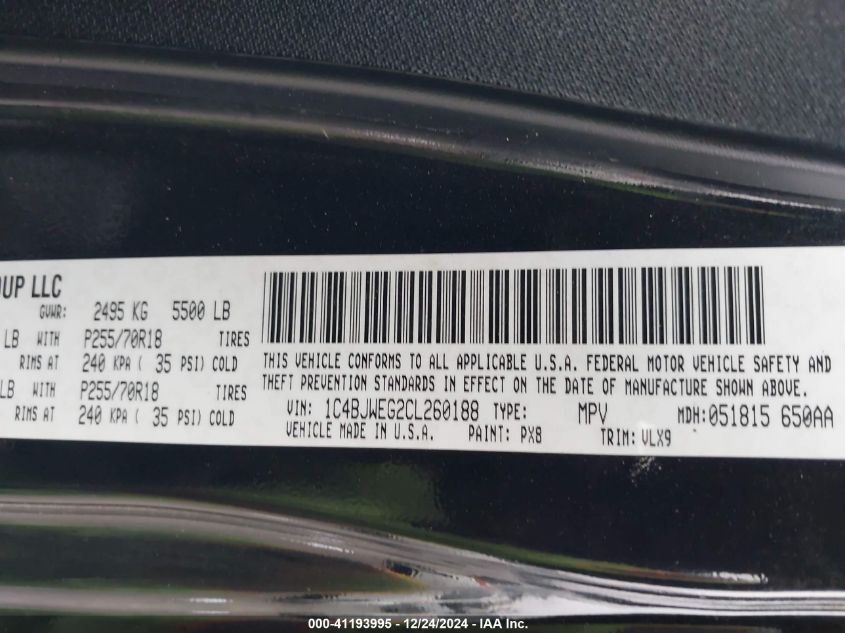 OUP LLC
GVWR: 2495 KG 5500 LB
LB WITH P255/70R18 TIRES
RIMS AT 240 KPA ( 35 PSI) COLD
LB WITH P255/70R18 TIRES
RIMS AT 240 KPA ( 35 PSI) COLD
THIS VEHICLE CONFORMS TO ALL APPLICABLE U.S.A. FEDERAL MOTOR VEHICLE SAFETY AND
THEFT PREVENTION STANDARDS IN EFFECT ON THE DATE OF MANUFACTURE SHOWN ABOVE.
VIN: 1C4BJWEG2CL260188 TYPE: MPV MDH:051815 650AA
VEHICLE MADE IN U.S.A. PAINT: PX8 TRIM: VLX9
000-41193995 - 12/24/2024 - IAA Inc.